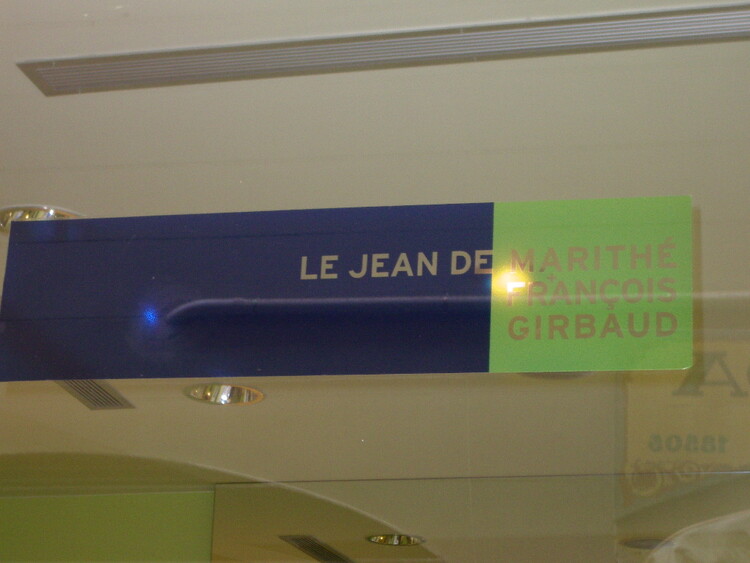 LE JEAN DE MARITHÉ
FRANÇOIS
GIRBAUD